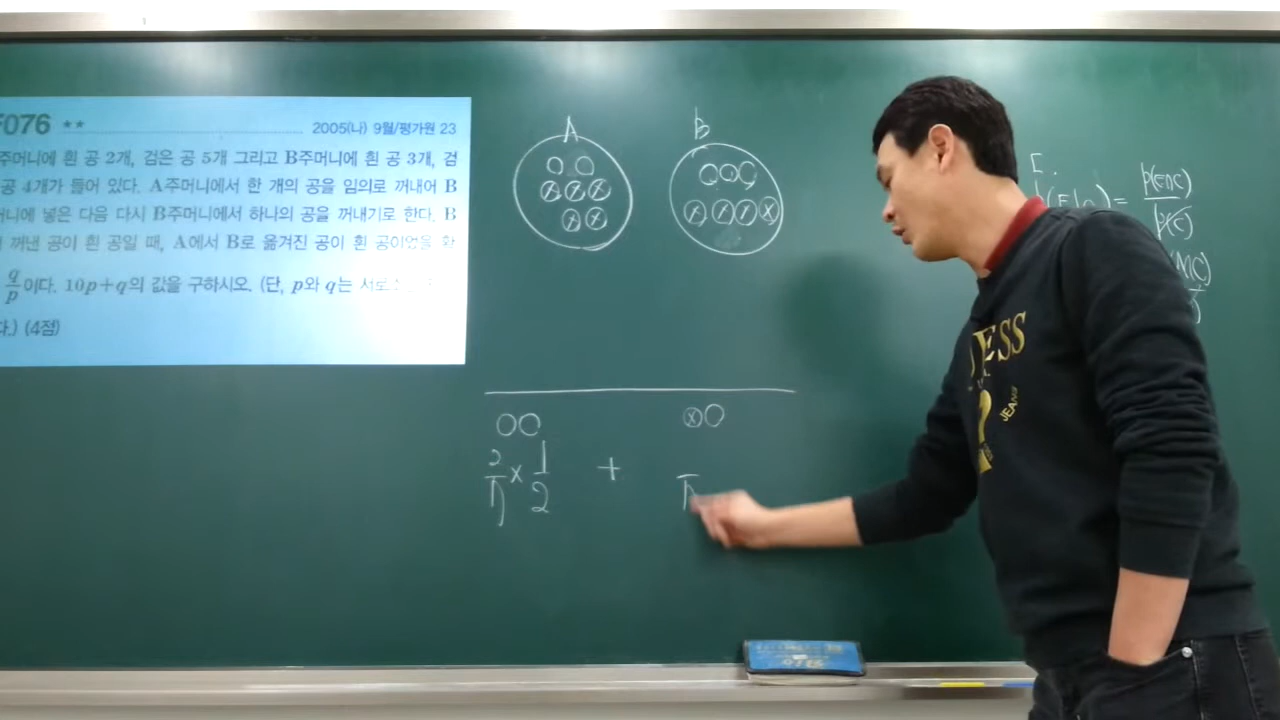 076 ★★ 2005(나) 9월/평가원 23
주머니에 흰 공 2개, 검은 공 5개 그리고 B주머니에 흰 공 3개, 검
공 4개가 들어 있다. A주머니에서 한 개의 공을 임의로 꺼내어 B
머니에 넣은 다음 다시 B주머니에서 하나의 공을 꺼내기로 한다. B
꺼낸 공이 흰 공일 때, A에서 B로 옮겨진 공이 흰 공이었을
q/p이다. 10p+q의 값을 구하시오. (단, p와 q는 서로
다.) (4점)
A
B
E.
p(E∩C)
p(C)
2/7 × 1/2 +
ESS
JEANS